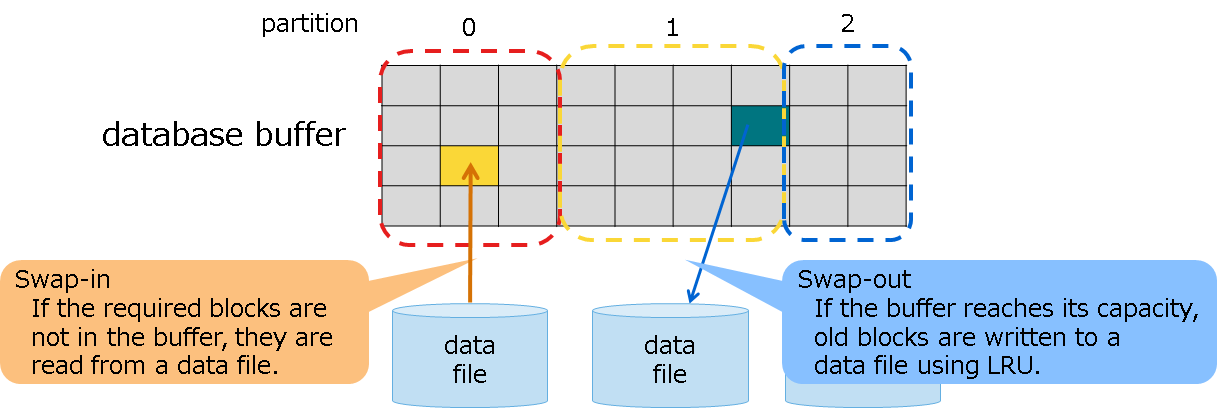 partition 0 1 2
database buffer
Swap-in
If the required blocks are
not in the buffer, they are
read from a data file.
Swap-out
If the buffer reaches its capacity,
old blocks are written to a
data file using LRU.
data
file
data
file